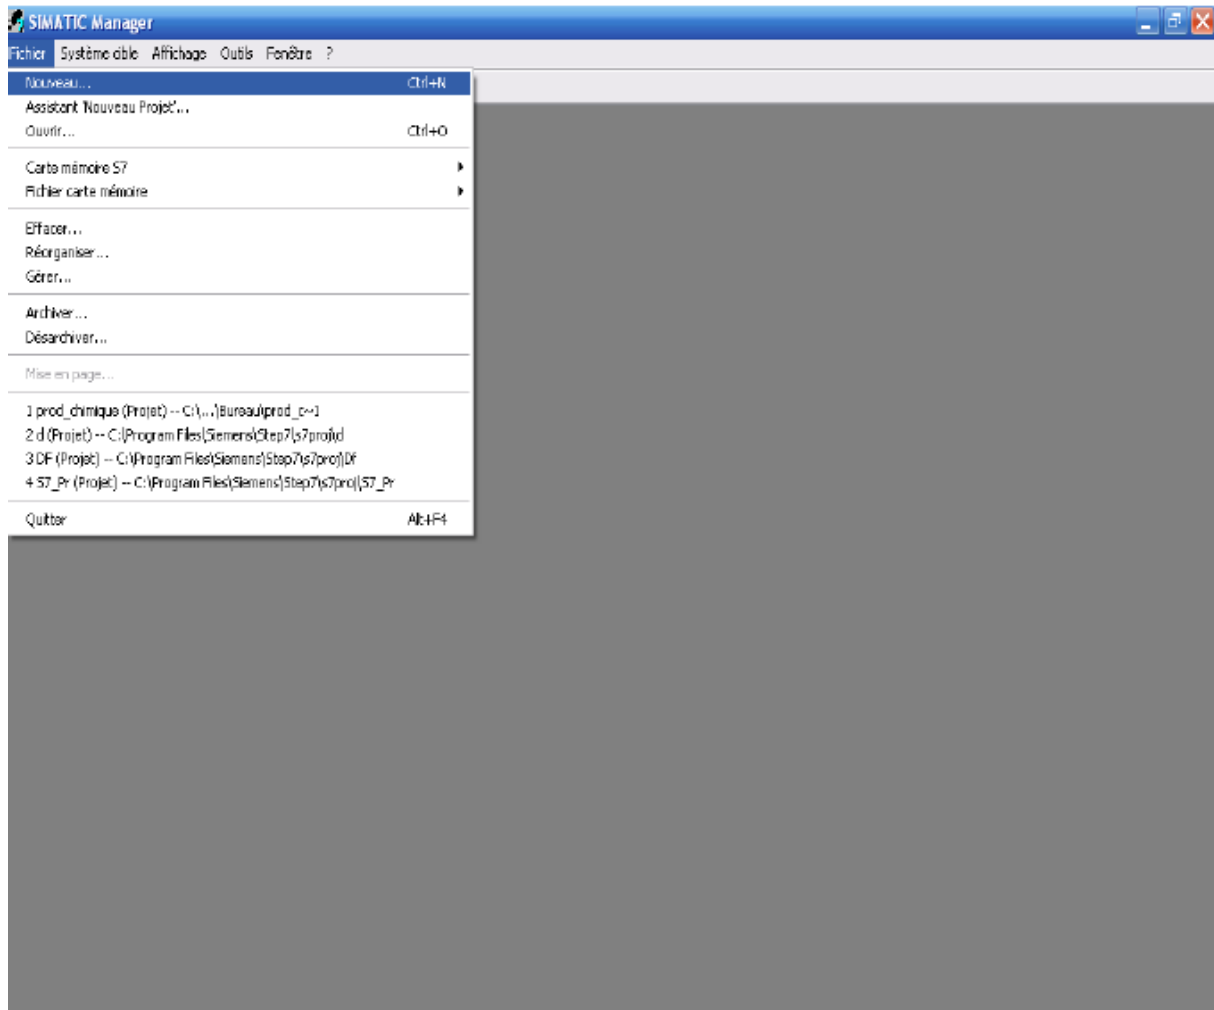 SIMATIC Manager
Fichier Système cible Affichage Outils Fenêtre ?
Nouveau... Ctrl+N
Assistant 'Nouveau Projet'...
Ouvrir... Ctrl+O
Carte mémoire S7
Fichier carte mémoire
Effacer...
Réorganiser...
Gérer...
Archiver...
Désarchiver...
Mise en page...
1 prod_chimique (Projet) -- C:\...\Bureau\prod_c~1
2 d (Projet) -- C:\Program Files\Siemens\Step7\s7proj\d
3 DF (Projet) -- C:\Program Files\Siemens\Step7\s7proj\Df
4 S7_Pr (Projet) -- C:\Program Files\Siemens\Step7\s7proj\S7_Pr
Quitter Alt+F4